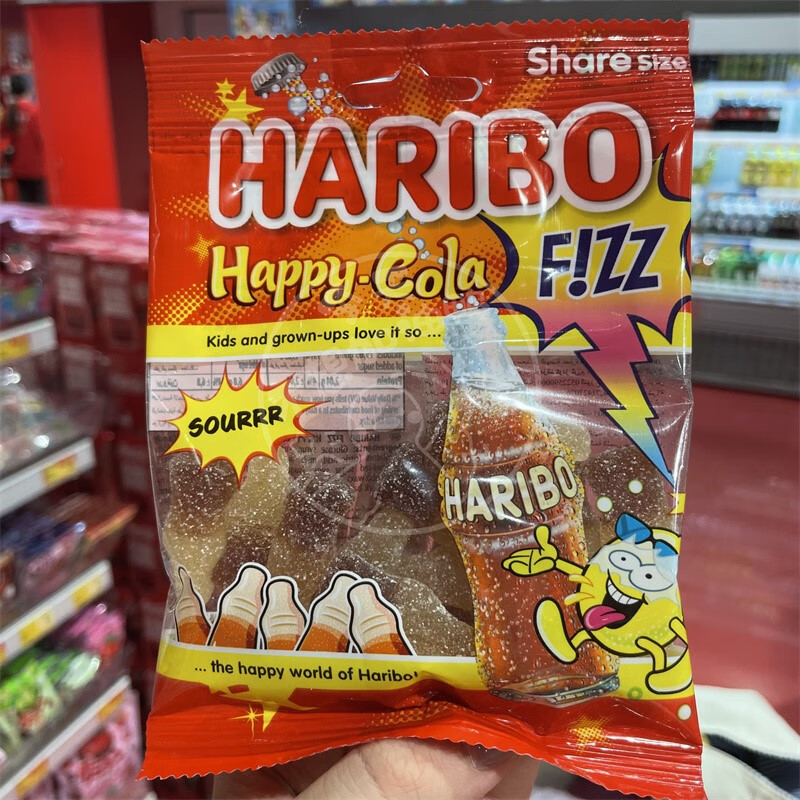 Share Size
HARIBO
Happy-Cola
F!ZZ
Kids and grown-ups love it so ...
SOURRR
HARIBO
... the happy world of Haribo!